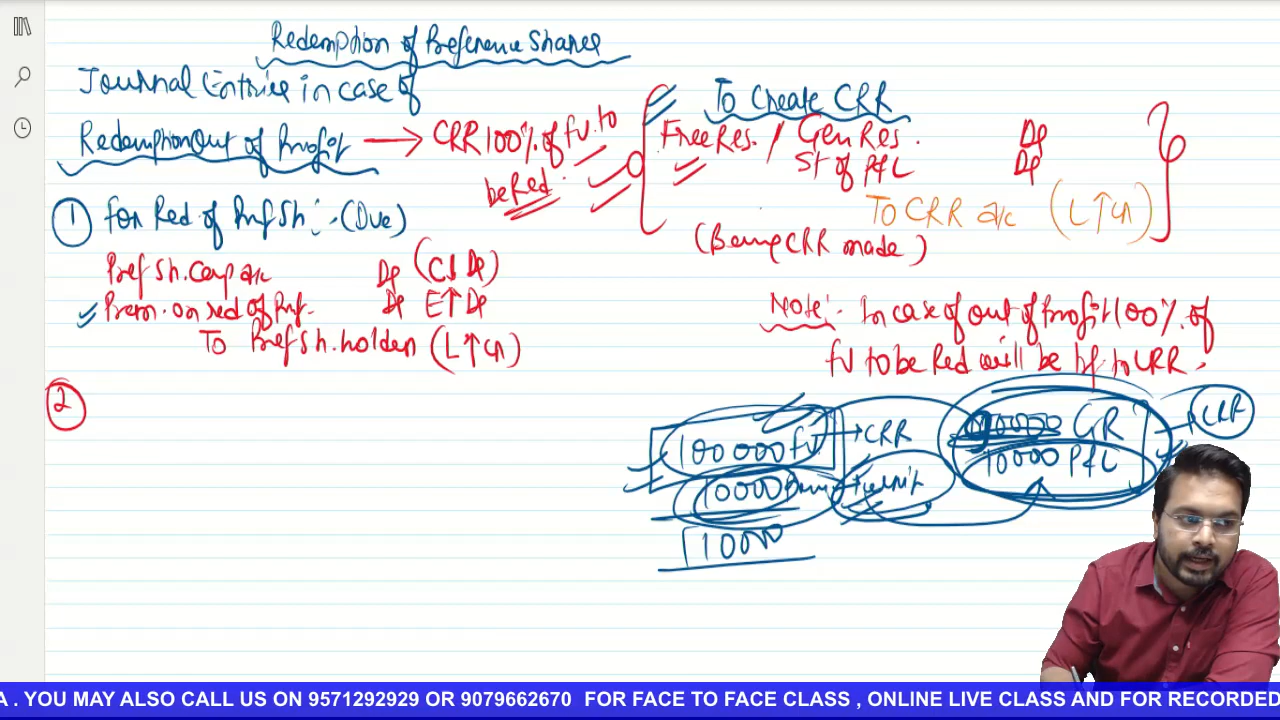 Redemption of Preference Shares
Journal Entries in case of
Redemption Out of Profit → CRR 100% of fv. to
be Red.
① for Red of Pref Sh :- (Due)
Pref Sh. Cap a/c Dr (C↓ Dr)
Prem. on red of Pref. Dr E↑ Dr
To Pref Sh. holders (L↑ Cr)
②
To Create CRR
Free Res. / Gen Res. Dr
St of P&L Dr
To CRR a/c (L↑ Cr)
(Being CRR made)
Note :- In case of out of Profit 100% of
fv to be Red will be t/f to CRR.
100000 fv → CRR
10000
GR → CRR
10000 P&L
A . YOU MAY ALSO CALL US ON 9571292929 OR 9079662670 FOR FACE TO FACE CLASS , ONLINE LIVE CLASS AND FOR RECORDED